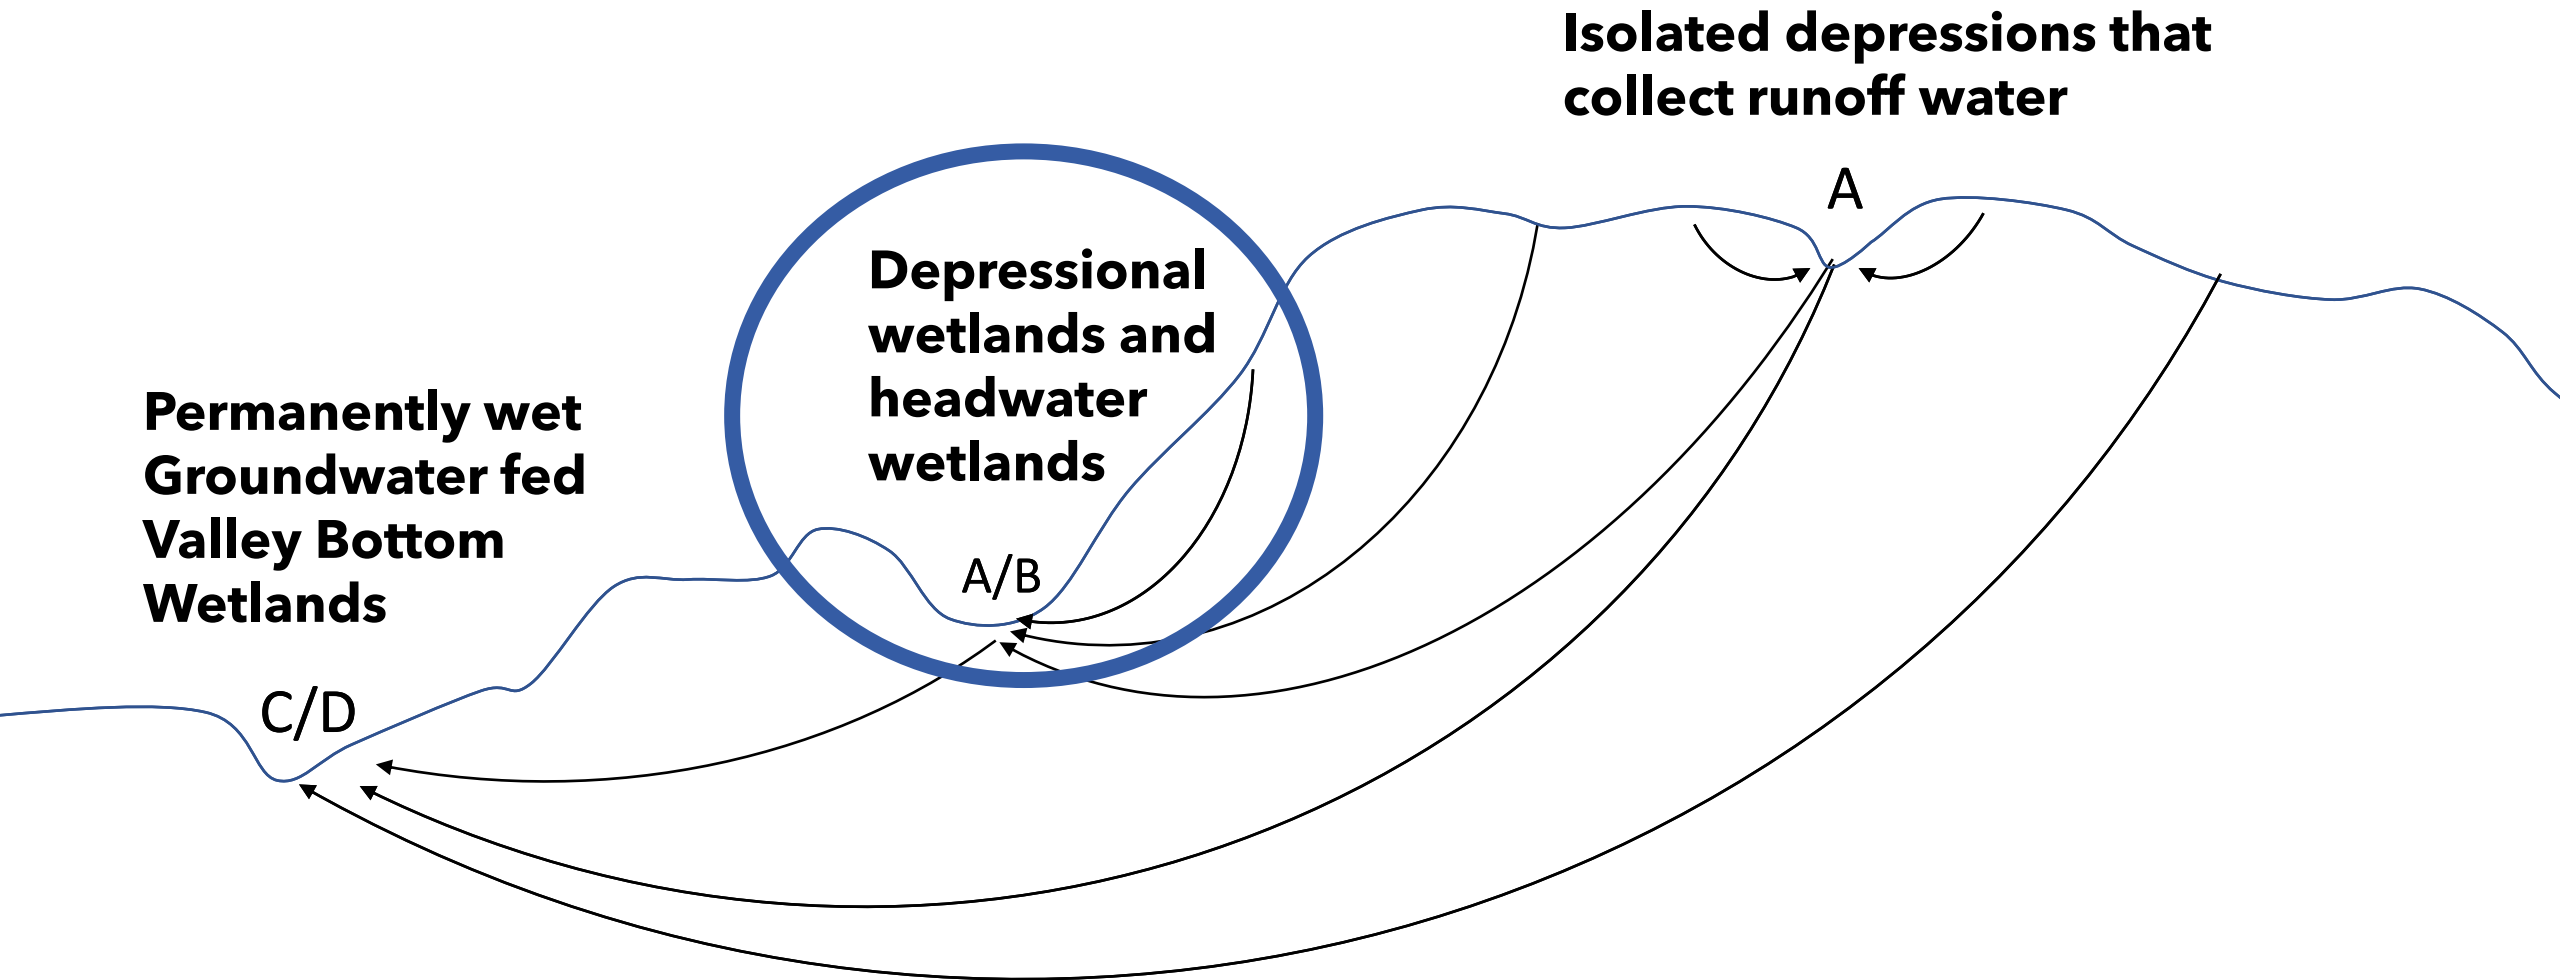 Isolated depressions that
collect runoff water
A
Depressional
wetlands and
headwater
wetlands
A/B
Permanently wet
Groundwater fed
Valley Bottom
Wetlands
C/D